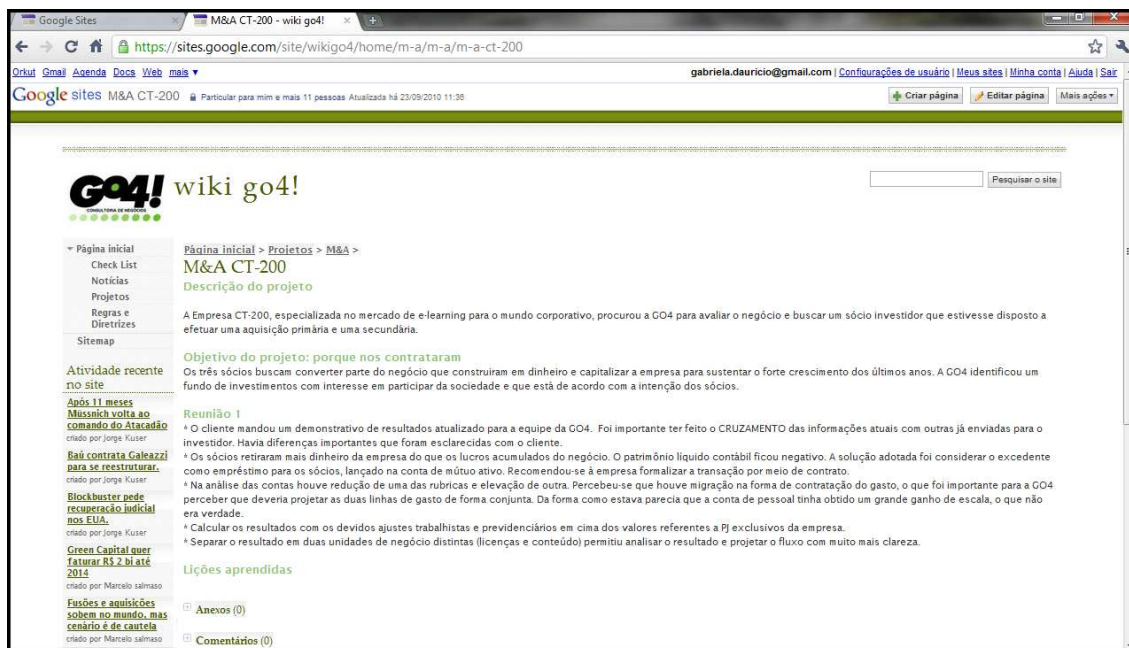 Google Sites
M&A CT-200 - wiki go4!
https://sites.google.com/site/wikigo4/home/m-a/m-a/m-a-ct-200
Orkut Gmail Agenda Docs Web mais ▼
gabriela.dauricio@gmail.com | Configurações de usuário | Meus sites | Minha conta | Ajuda | Sair
Google sites M&A CT-200 Particular para mim e mais 11 pessoas Atualizada há 23/09/2010 11:36
Criar página
Editar página
Mais ações ▾
GO4!
CONSULTORIA DE NEGÓCIOS
wiki go4!
Pesquisar o site
Página inicial
Check List
Notícias
Projetos
Regras e
Diretrizes
Sitemap
Atividade recente
no site
Após 11 meses
Müssnich volta ao
comando do Atacadão
criado por Jorge Kuser
Baú contrata Galeazzi
para se reestruturar.
criado por Jorge Kuser
Blockbuster pede
recuperação judicial
nos EUA.
criado por Jorge Kuser
Green Capital quer
faturar R$ 2 bi até
2014
criado por Marcelo salmaso
Fusões e aquisições
sobem no mundo, mas
cenário é de cautela
criado por Marcelo salmaso
Página inicial > Projetos > M&A >
M&A CT-200
Descrição do projeto
A Empresa CT-200, especializada no mercado de e-learning para o mundo corporativo, procurou a GO4 para avaliar o negócio e buscar um sócio investidor que estivesse disposto a
efetuar uma aquisição primária e uma secundária.
Objetivo do projeto: porque nos contrataram
Os três sócios buscam converter parte do negócio que construiram em dinheiro e capitalizar a empresa para sustentar o forte crescimento dos últimos anos. A GO4 identificou um
fundo de investimentos com interesse em participar da sociedade e que está de acordo com a intenção dos sócios.
Reunião 1
* O cliente mandou um demonstrativo de resultados atualizado para a equipe da GO4. Foi importante ter feito o CRUZAMENTO das informações atuais com outras já enviadas para o
investidor. Havia diferenças importantes que foram esclarecidas com o cliente.
* Os sócios retiraram mais dinheiro da empresa do que os lucros acumulados do negócio. O patrimônio líquido contábil ficou negativo. A solução adotada foi considerar o excedente
como empréstimo para os sócios, lançado na conta de mútuo ativo. Recomendou-se à empresa formalizar a transação por meio de contrato.
* Na análise das contas houve redução de uma das rubricas e elevação de outra. Percebeu-se que houve migração na forma de contratação do gasto, o que foi importante para a GO4
perceber que deveria projetar as duas linhas de gasto de forma conjunta. Da forma como estava parecia que a conta de pessoal tinha obtido um grande ganho de escala, o que não
era verdade.
* Calcular os resultados com os devidos ajustes trabalhistas e previdenciários em cima dos valores referentes a PJ exclusivos da empresa.
* Separar o resultado em duas unidades de negócio distintas (licenças e conteúdo) permitiu analisar o resultado e projetar o fluxo com muito mais clareza.
Lições aprendidas
Anexos (0)
Comentários (0)